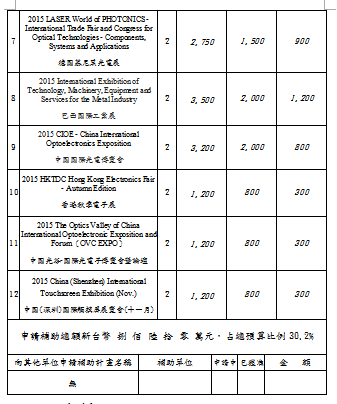 7
2015 LASER World of PHOTONICS -
International Trade Fair and Congress for
Optical Technologies - Components,
Systems and Applications
德國慕尼黑光電展
2
2,750
1,500
900
8
2015 International Exhibition of
Technology, Machinery, Equipment and
Services for the Metal Industry
巴西國際工業展
2
3,500
2,000
1,200
9
2015 CIOE - China International
Optoelectronics Exposition
中國國際光電博覽會
2
3,200
2,000
800
10
2015 HKTDC Hong Kong Electronics Fair
- Autumn Edition
香港秋季電子展
2
1,200
800
300
11
2015 The Optics Valley of China
International Optoelectronic Exposition and
Forum (OVC EXPO)
中國光谷國際光電子博覽會暨論壇
2
1,200
800
300
12
2015 China (Shenzhen) International
Touchscreen Exhibition (Nov.)
中國(深圳)國際觸摸屏展覽會(十一月)
2
1,200
800
300
申請補助總額新台幣 捌 佰 陸 拾 零 萬元，占總預算比例30.2%
向其他單位申請補助計畫名稱
補助單位
申請中
已核准
金 額
無